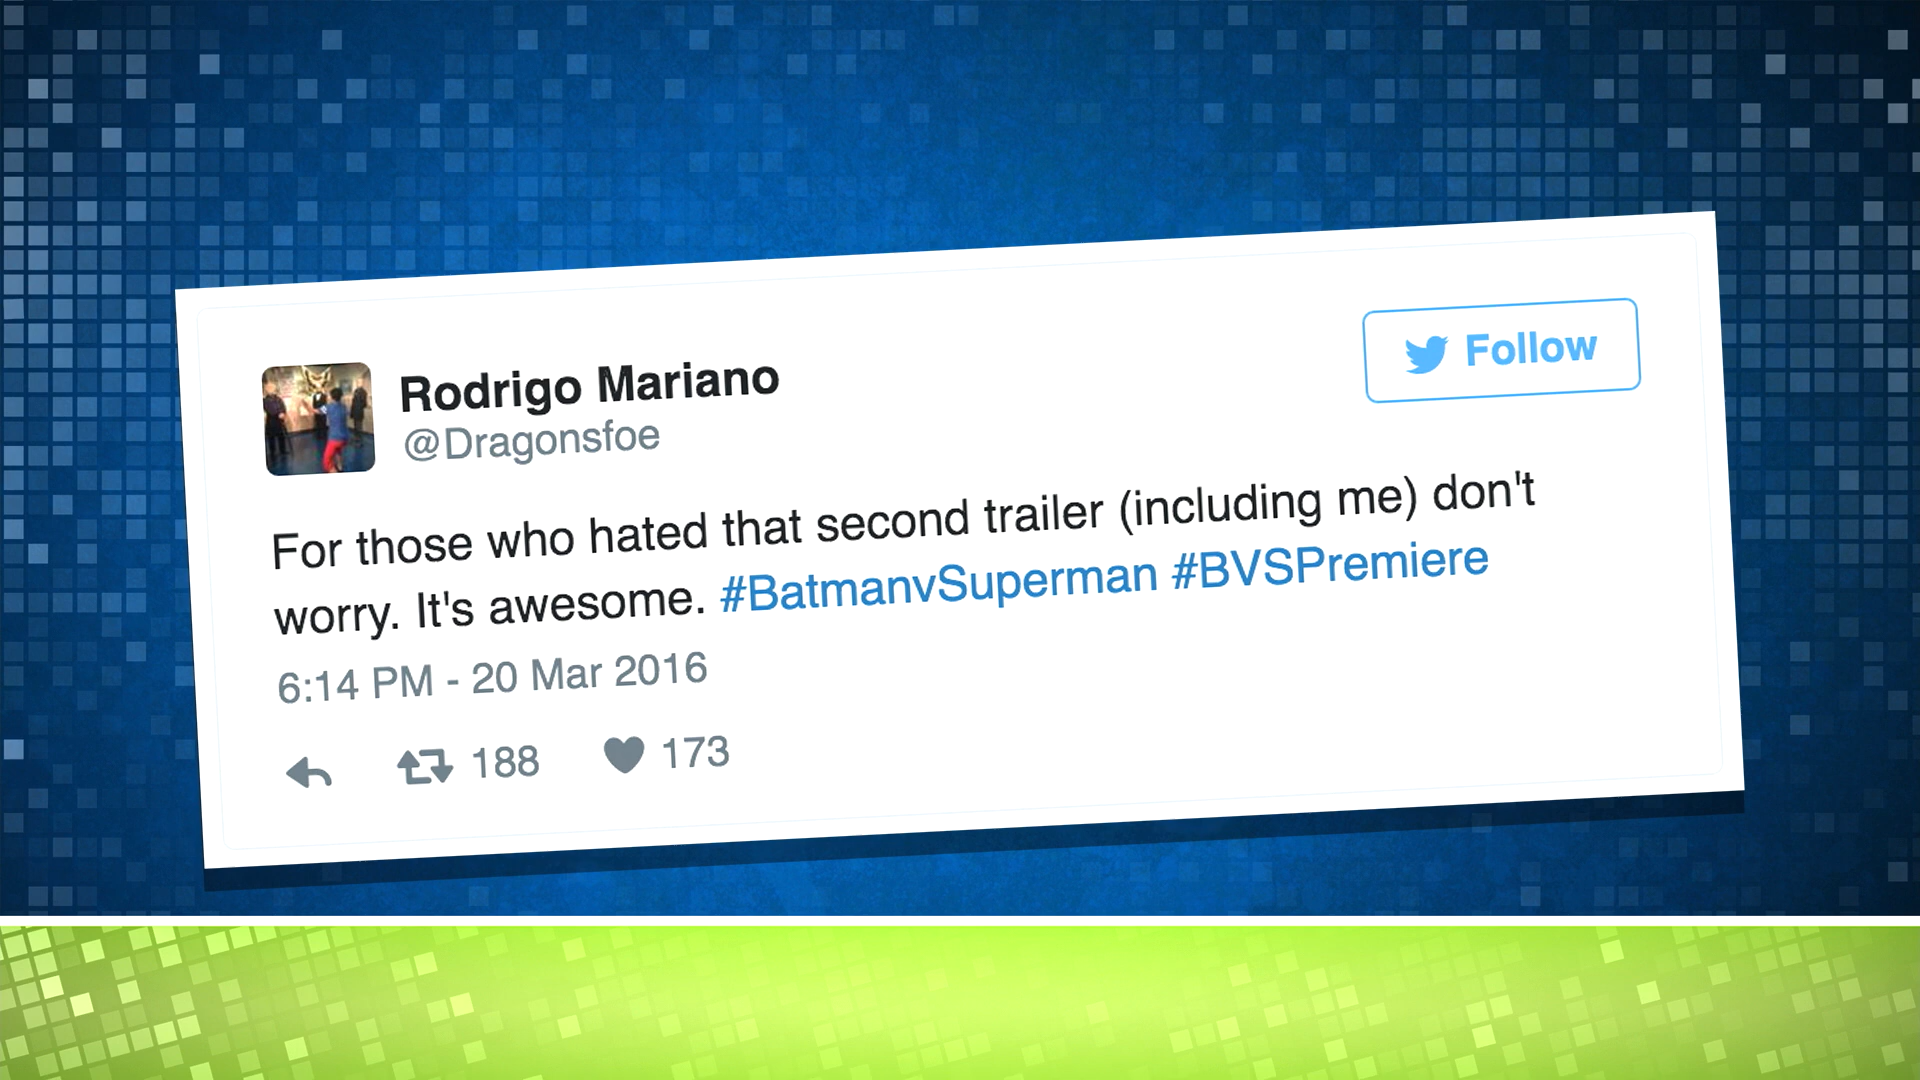 Rodrigo Mariano
@Dragonsfoe
Follow
For those who hated that second trailer (including me) don't
worry. It's awesome. #BatmanvSuperman #BVSPremiere
6:14 PM - 20 Mar 2016
188 173